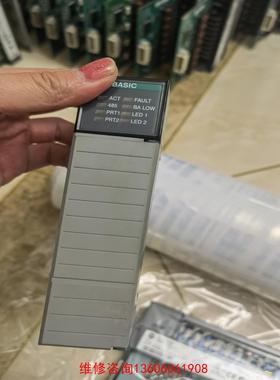 BASIC
ACT FAULT
485 BA LOW
PRT1 LED 1
PRT2 LED 2
维修咨询13606061908